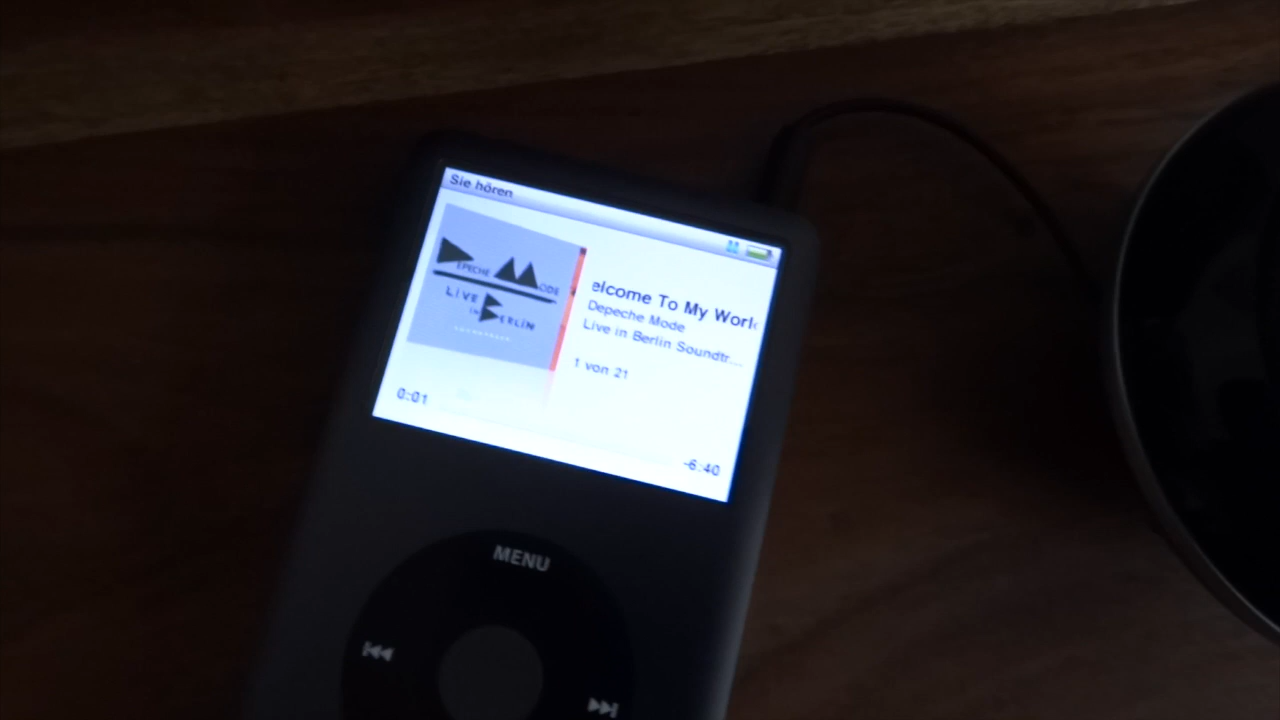 Sie hören
DEPECHE MODE
LiVE
iN BERLiN
elcome To My Worl
Depeche Mode
Live in Berlin Soundtr...
1 von 21
0:01
-6:40
MENU